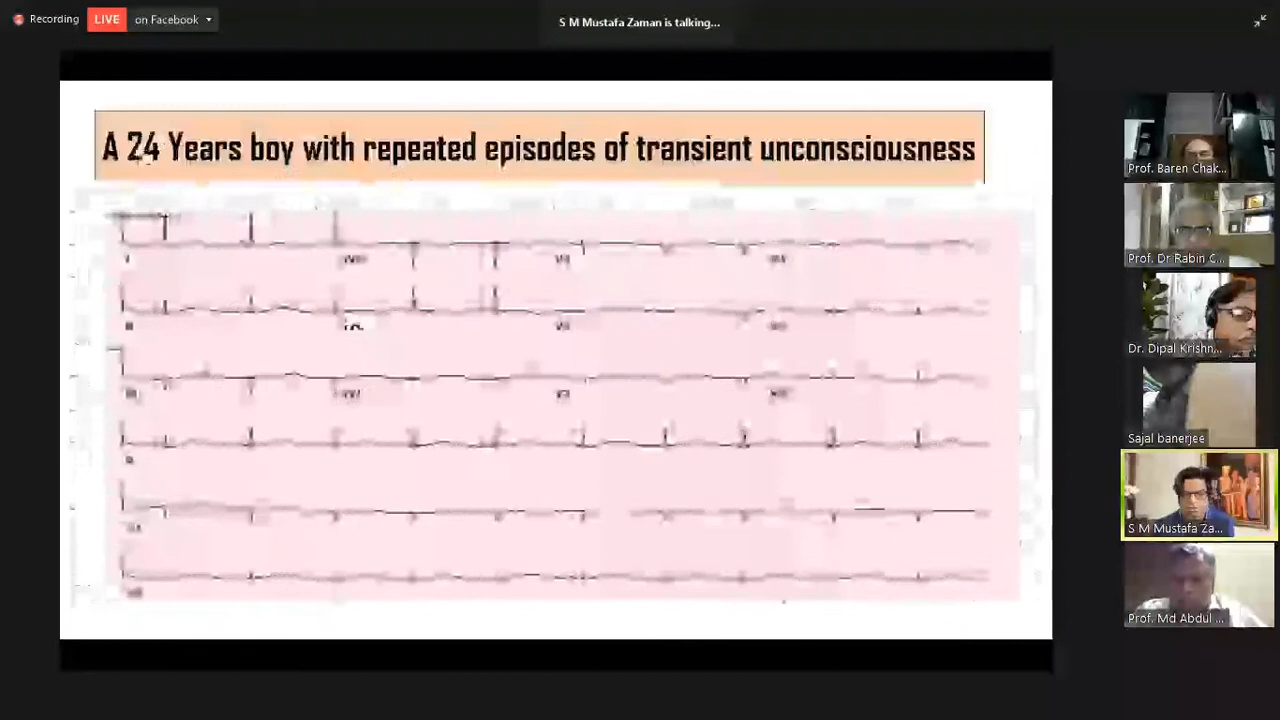 Recording
LIVE on Facebook
S M Mustafa Zaman is talking...
A 24 Years boy with repeated episodes of transient unconsciousness
Prof. Baren Chak...
Prof. Dr Rabin C...
Dr. Dipal Krishn...
Sajal banerjee
S M Mustafa Za...
Prof. Md Abdul ...